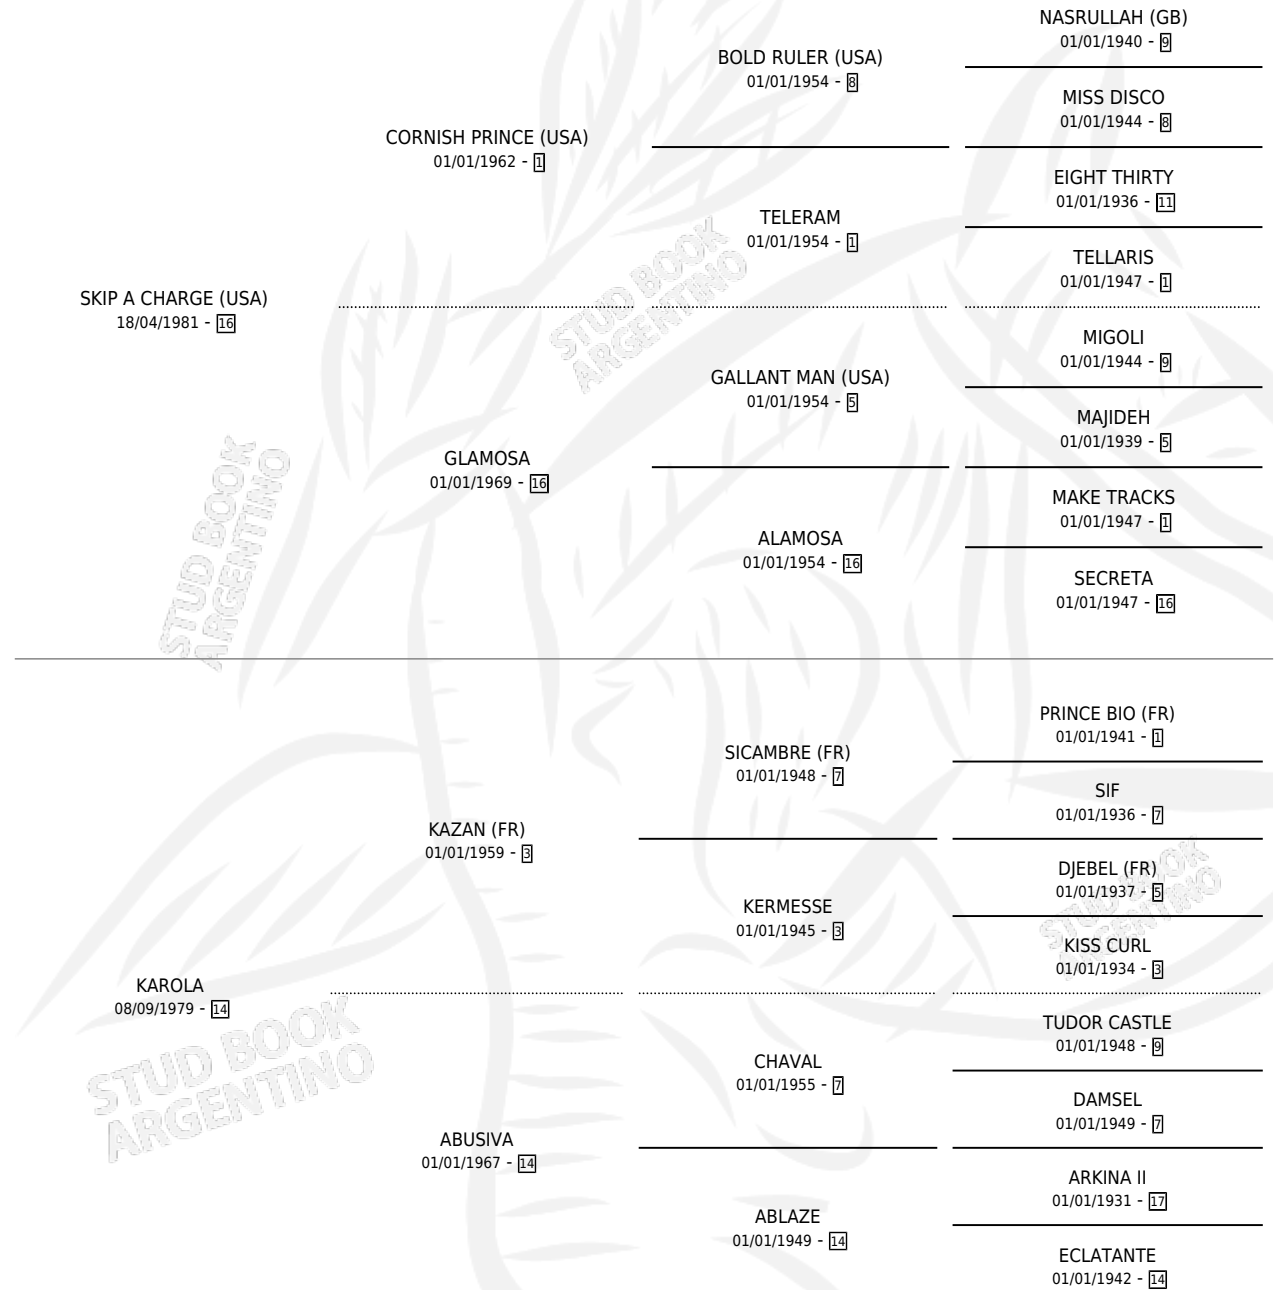 NASRULLAH (GB)
01/01/1940 - 9
BOLD RULER (USA)
01/01/1954 - 8
MISS DISCO
01/01/1944 - 8
CORNISH PRINCE (USA)
01/01/1962 - 1
EIGHT THIRTY
01/01/1936 - 11
TELERAM
01/01/1954 - 1
TELLARIS
01/01/1947 - 1
SKIP A CHARGE (USA)
18/04/1981 - 16
MIGOLI
01/01/1944 - 9
GALLANT MAN (USA)
01/01/1954 - 5
MAJIDEH
01/01/1939 - 5
GLAMOSA
01/01/1969 - 16
MAKE TRACKS
01/01/1947 - 1
ALAMOSA
01/01/1954 - 16
SECRETA
01/01/1947 - 16
PRINCE BIO (FR)
01/01/1941 - 1
SICAMBRE (FR)
01/01/1948 - 7
SIF
01/01/1936 - 7
KAZAN (FR)
01/01/1959 - 3
DJEBEL (FR)
01/01/1937 - 5
KERMESSE
01/01/1945 - 3
KISS CURL
01/01/1934 - 3
KAROLA
08/09/1979 - 14
TUDOR CASTLE
01/01/1948 - 9
CHAVAL
01/01/1955 - 7
DAMSEL
01/01/1949 - 7
ABUSIVA
01/01/1967 - 14
ARKINA II
01/01/1931 - 17
ABLAZE
01/01/1949 - 14
ECLATANTE
01/01/1942 - 14
STUD BOOK
ARGENTINO
STUD BOOK
ARGENTINO
STUD BOOK
ARGENTINO
STUD BOOK
ARGENTINO